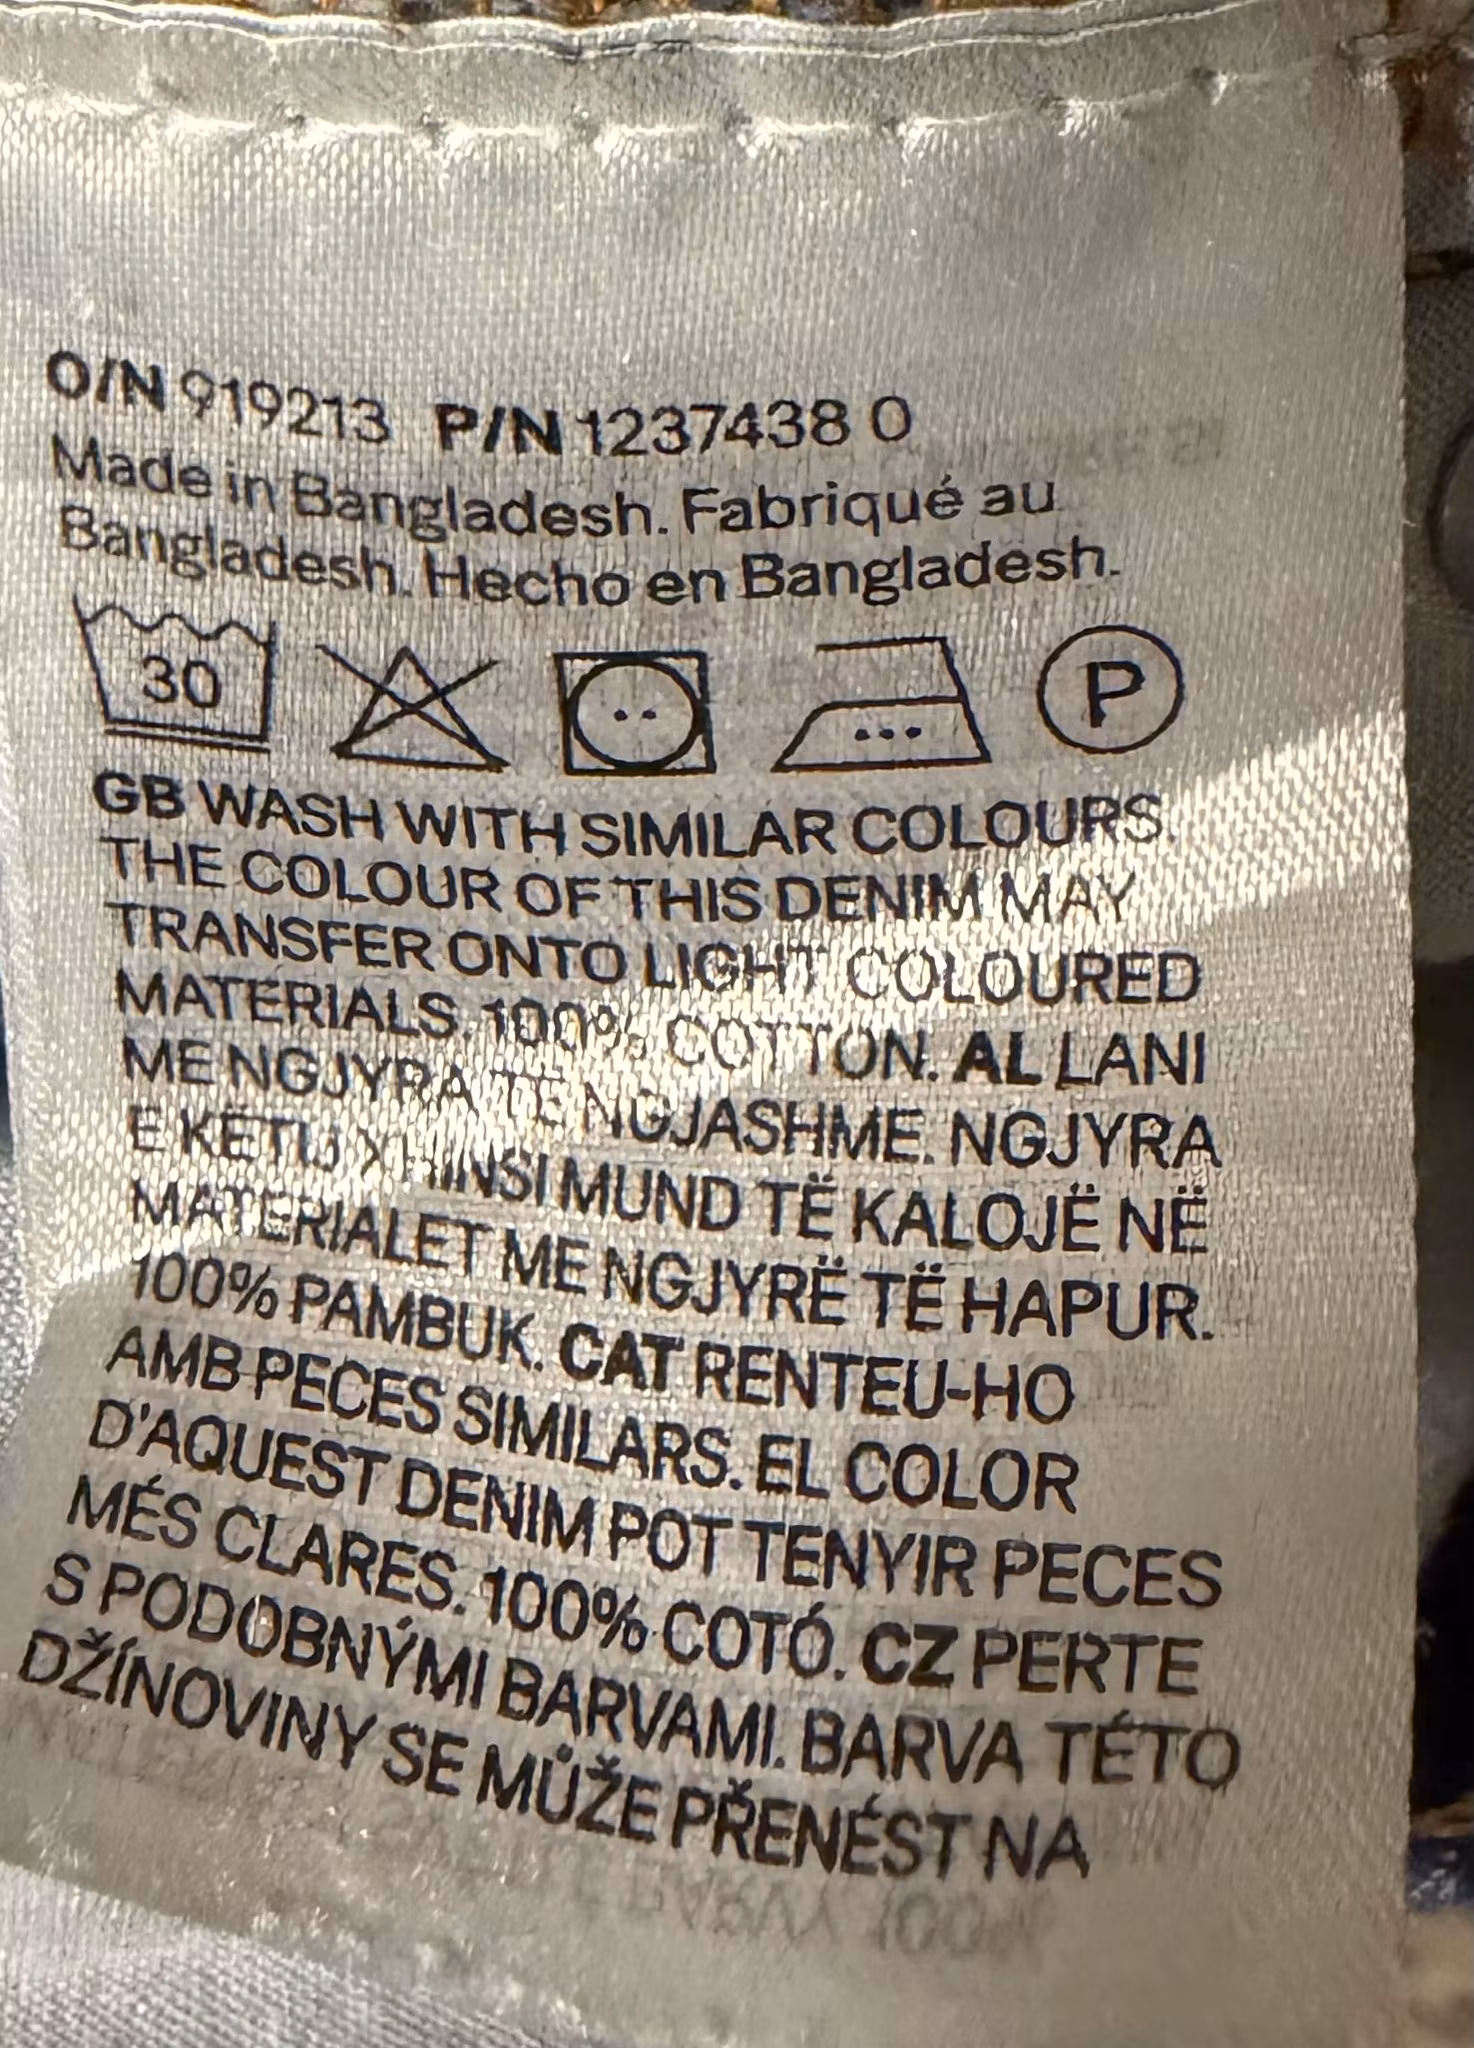 O/N 919213 P/N 1237438 0
Made in Bangladesh. Fabriqué au
Bangladesh. Hecho en Bangladesh.
30 P
GB WASH WITH SIMILAR COLOURS.
THE COLOUR OF THIS DENIM MAY
TRANSFER ONTO LIGHT COLOURED
MATERIALS. 100% COTTON. AL LANI
ME NGJYRA TË NGJASHME. NGJYRA
E KËTIJ XHINSI MUND TË KALOJË NË
MATERIALET ME NGJYRË TË HAPUR.
100% PAMBUK. CAT RENTEU-HO
AMB PECES SIMILARS. EL COLOR
D'AQUEST DENIM POT TENYIR PECES
MÉS CLARES. 100% COTÓ. CZ PERTE
S PODOBNÝMI BARVAMI. BARVA TÉTO
DŽÍNOVINY SE MŮŽE PŘENÉST NA